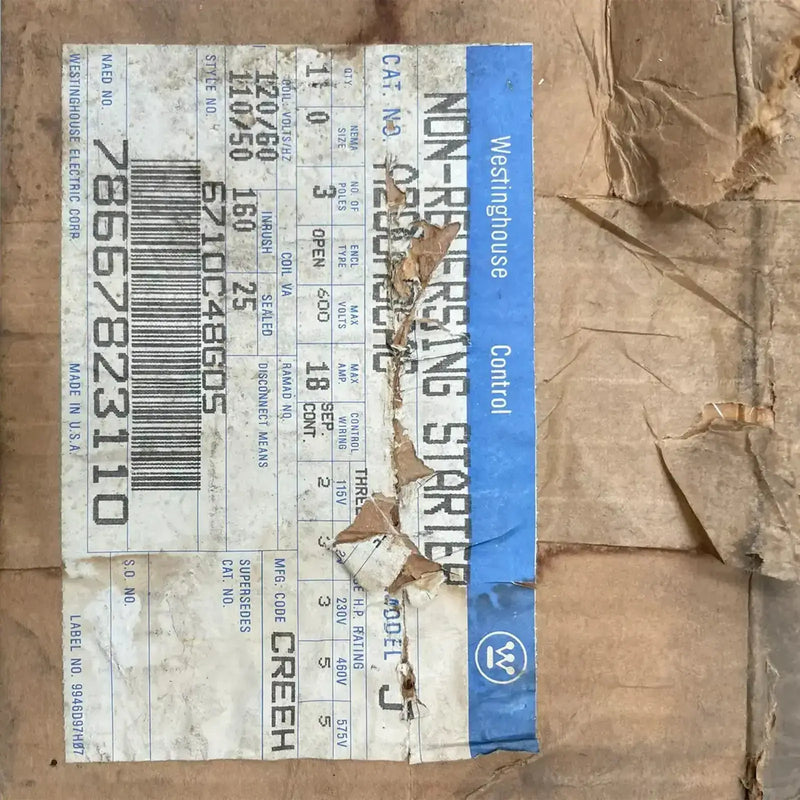 Westinghouse Control
NON-REVERSING STARTER
CAT. NO.
MODEL J
QTY NEMA SIZE NO. OF POLES ENCL TYPE MAX VOLTS MAX AMP. CONTROL WIRING
H.P. RATING
115V 230V 460V 575V
1 0 3 OPEN 600 18 SEP. CONT. 2 3 3 5 5
COIL VOLTS/HZ COIL VA RAMAD NO. MFG. CODE CREEH
120/60
110/50
INRUSH SEALED DISCONNECT MEANS
160 25
SUPERSEDES CAT. NO.
STYLE NO. 6710C48G05
S.O. NO.
NAED NO. 78667823110
WESTINGHOUSE ELECTRIC CORP. MADE IN U.S.A. LABEL NO. 9946D97H07